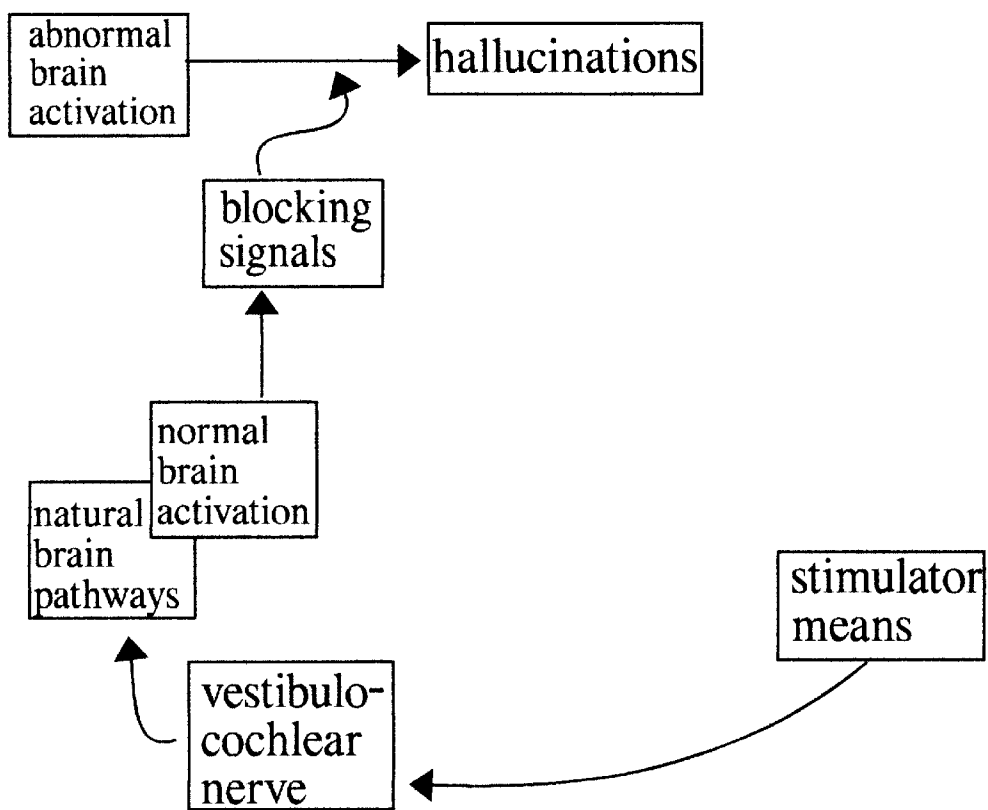 abnormal
brain
activation
hallucinations
blocking
signals
normal
brain
activation
natural
brain
pathways
stimulator
means
vestibulo-
cochlear
nerve